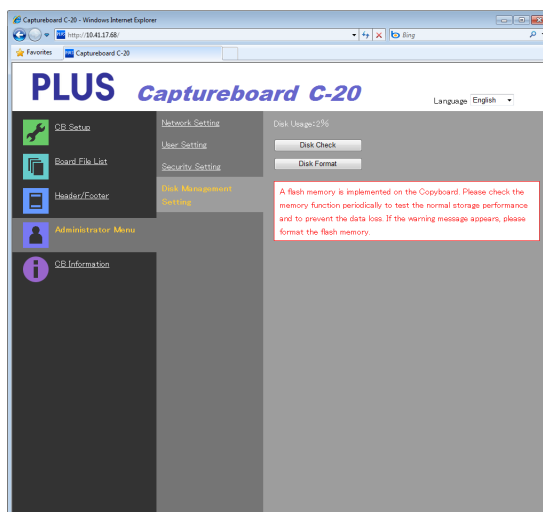 Captureboard C-20 - Windows Internet Explorer
http://10.41.17.68/
Bing
Favorites
Captureboard C-20
PLUS Captureboard C-20
Language English
CB Setup
Board File List
Header/Footer
Administrator Menu
CB Information
Network Setting
User Setting
Security Setting
Disk Management
Setting
Disk Usage:2%
Disk Check
Disk Format
A flash memory is implemented on the Copyboard. Please check the
memory function periodically to test the normal storage performance
and to prevent the data loss. If the warning message appears, please
format the flash memory.